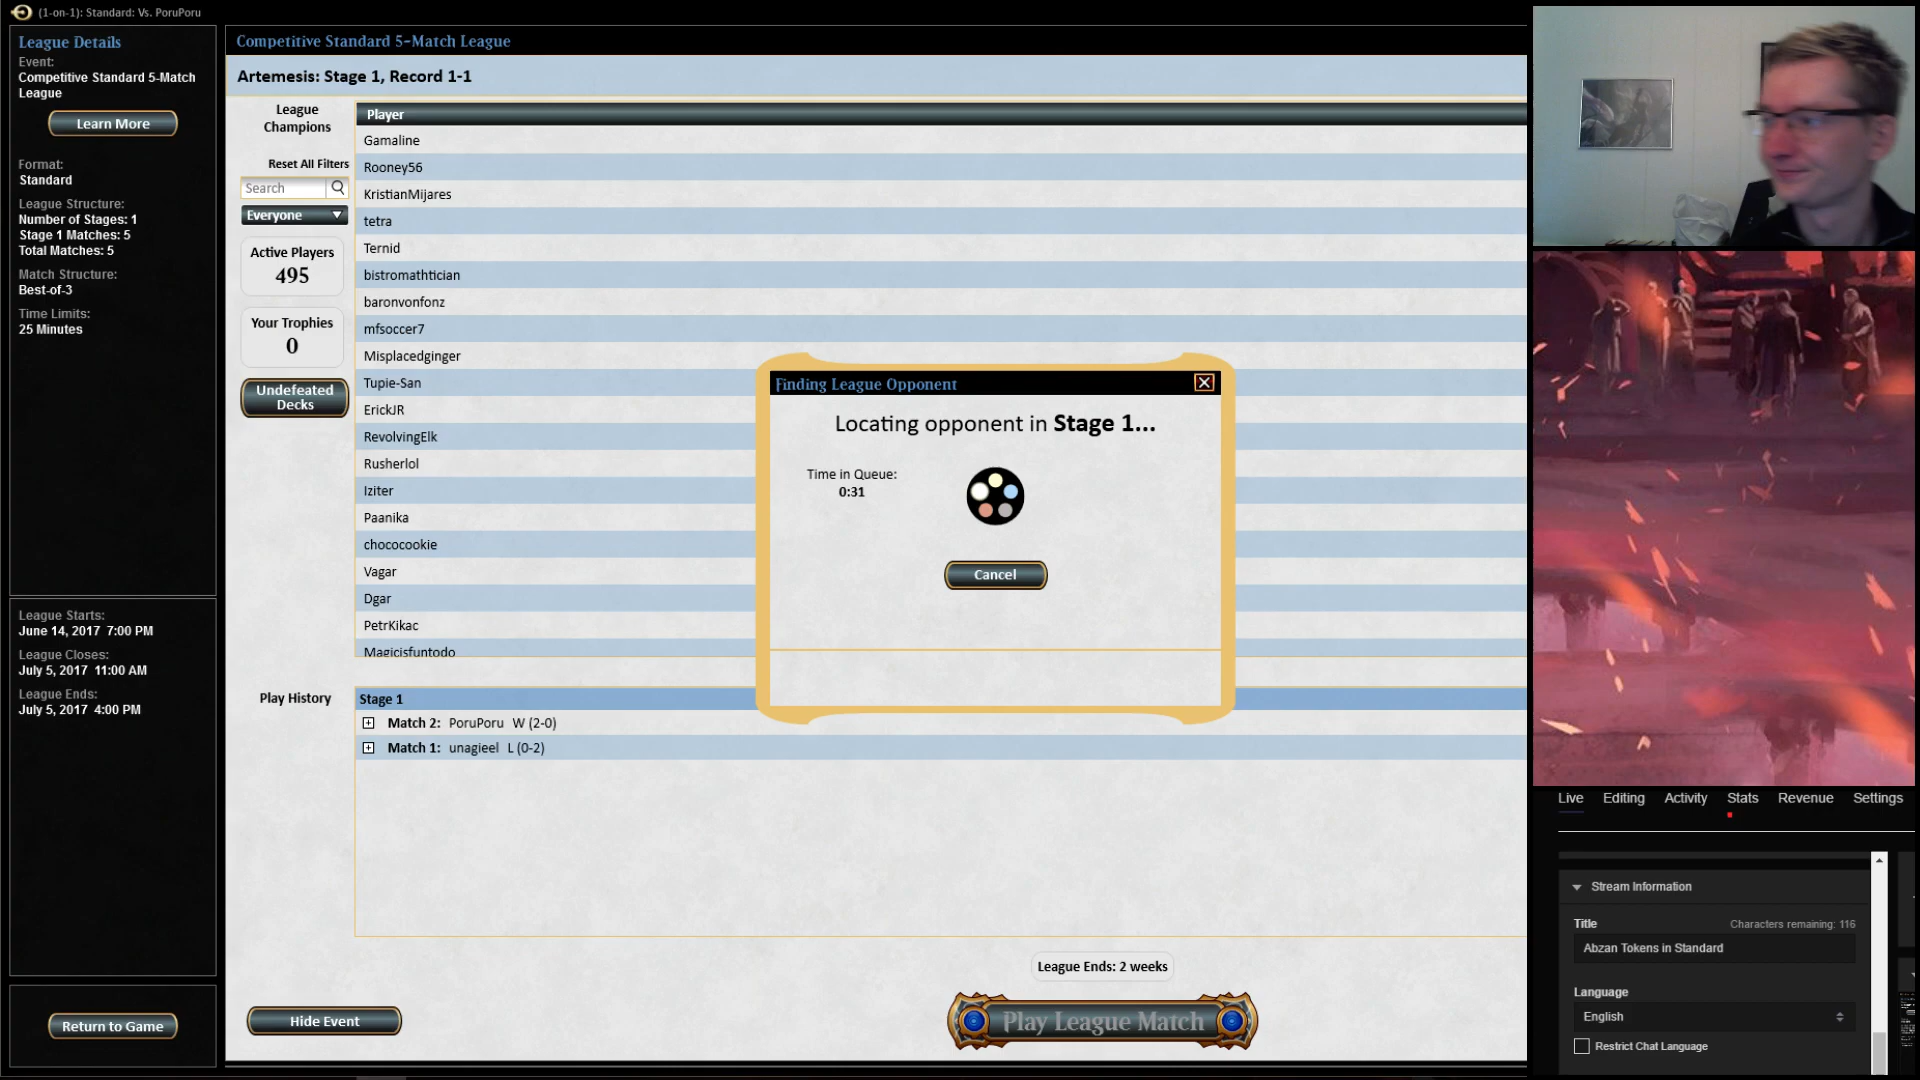 (1-on-1): Standard: Vs. PoruPoru
League Details
Event:
Competitive Standard 5-Match
League
Learn More
Format:
Standard
League Structure:
Number of Stages: 1
Stage 1 Matches: 5
Total Matches: 5
Match Structure:
Best-of-3
Time Limits:
25 Minutes
League Starts:
June 14, 2017 7:00 PM
League Closes:
July 5, 2017 11:00 AM
League Ends:
July 5, 2017 4:00 PM
Return to Game
Competitive Standard 5-Match League
Artemesis: Stage 1, Record 1-1
League
Champions
Reset All Filters
Search
Everyone
Active Players
495
Your Trophies
0
Undefeated
Decks
Player
Gamaline
Rooney56
KristianMijares
tetra
Ternid
bistromathtician
baronvonfonz
mfsoccer7
Misplacedginger
Tupie-San
ErickJR
RevolvingElk
Rusherlol
Iziter
Paanika
chococookie
Vagar
Dgar
PetrKikac
Magicisfuntodo
Finding League Opponent
Locating opponent in Stage 1...
Time in Queue:
0:31
Cancel
Play History
Stage 1
Match 2: PoruPoru W (2-0)
Match 1: unagieel L (0-2)
League Ends: 2 weeks
Hide Event
Play League Match
Live Editing Activity Stats Revenue Settings
Stream Information
Title Characters remaining: 116
Abzan Tokens in Standard
Language
English
Restrict Chat Language